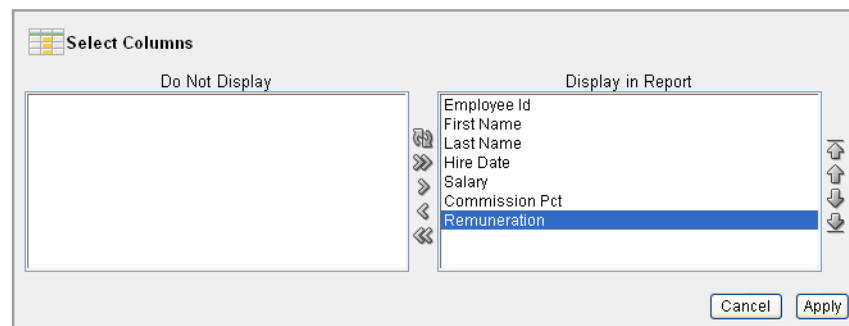 Select Columns
Do Not Display
Display in Report
Employee Id
First Name
Last Name
Hire Date
Salary
Commission Pct
Remuneration
Cancel
Apply